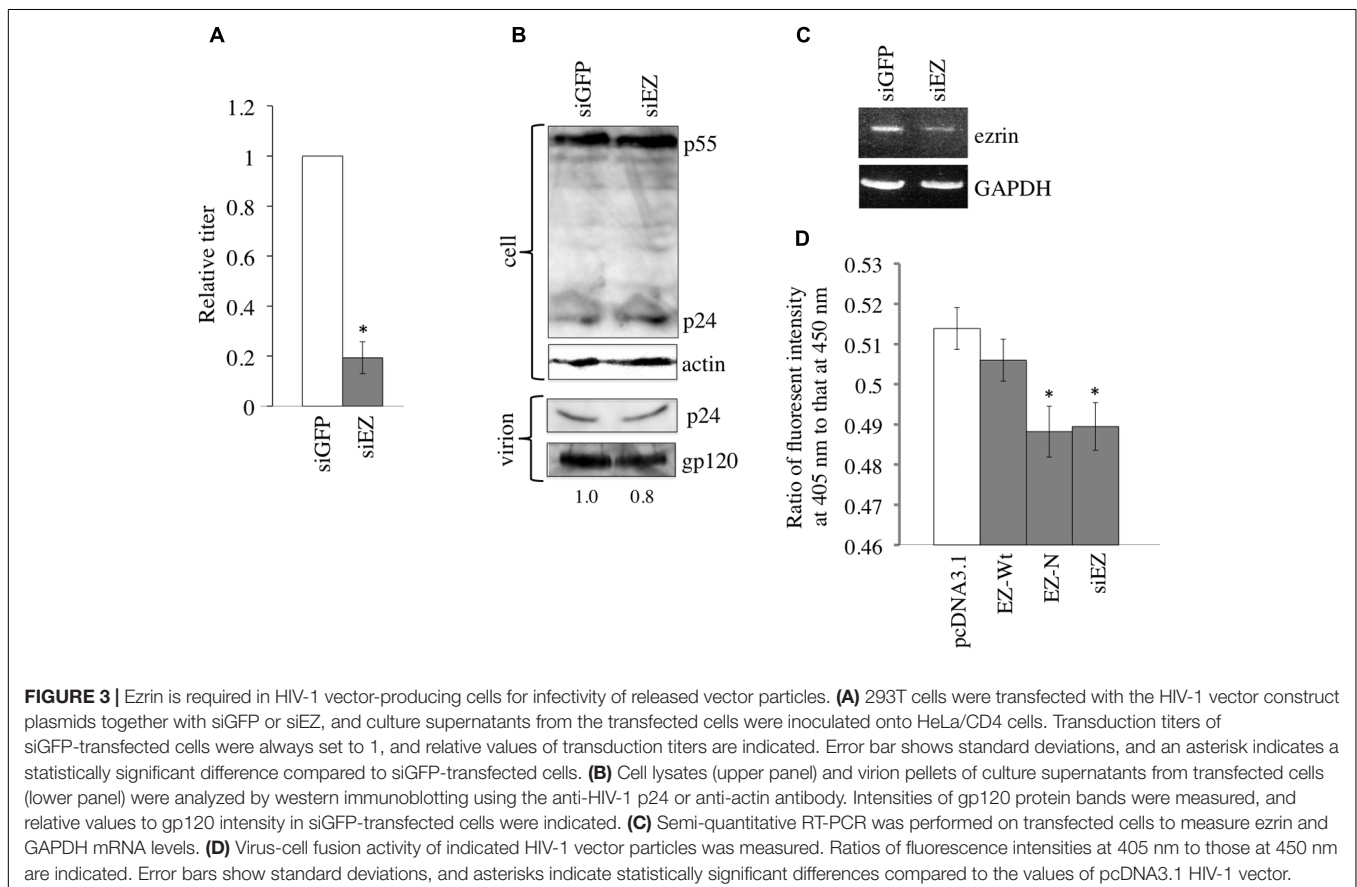 A
1.2
1
0.8
0.6
0.4
0.2
0
Relative titer
*
siGFP
siEZ
B
siGFP
siEZ
cell
p55
p24
actin
virion
p24
gp120
1.0 0.8
C
siGFP
siEZ
ezrin
GAPDH
D
Ratio of fluoresent intensity
at 405 nm to that at 450 nm
0.53
0.52
0.51
0.5
0.49
0.48
0.47
0.46
* *
pcDNA3.1
EZ-Wt
EZ-N
siEZ
FIGURE 3 | Ezrin is required in HIV-1 vector-producing cells for infectivity of released vector particles. (A) 293T cells were transfected with the HIV-1 vector construct
plasmids together with siGFP or siEZ, and culture supernatants from the transfected cells were inoculated onto HeLa/CD4 cells. Transduction titers of
siGFP-transfected cells were always set to 1, and relative values of transduction titers are indicated. Error bar shows standard deviations, and an asterisk indicates a
statistically significant difference compared to siGFP-transfected cells. (B) Cell lysates (upper panel) and virion pellets of culture supernatants from transfected cells
(lower panel) were analyzed by western immunoblotting using the anti-HIV-1 p24 or anti-actin antibody. Intensities of gp120 protein bands were measured, and
relative values to gp120 intensity in siGFP-transfected cells were indicated. (C) Semi-quantitative RT-PCR was performed on transfected cells to measure ezrin and
GAPDH mRNA levels. (D) Virus-cell fusion activity of indicated HIV-1 vector particles was measured. Ratios of fluorescence intensities at 405 nm to those at 450 nm
are indicated. Error bars show standard deviations, and asterisks indicate statistically significant differences compared to the values of pcDNA3.1 HIV-1 vector.